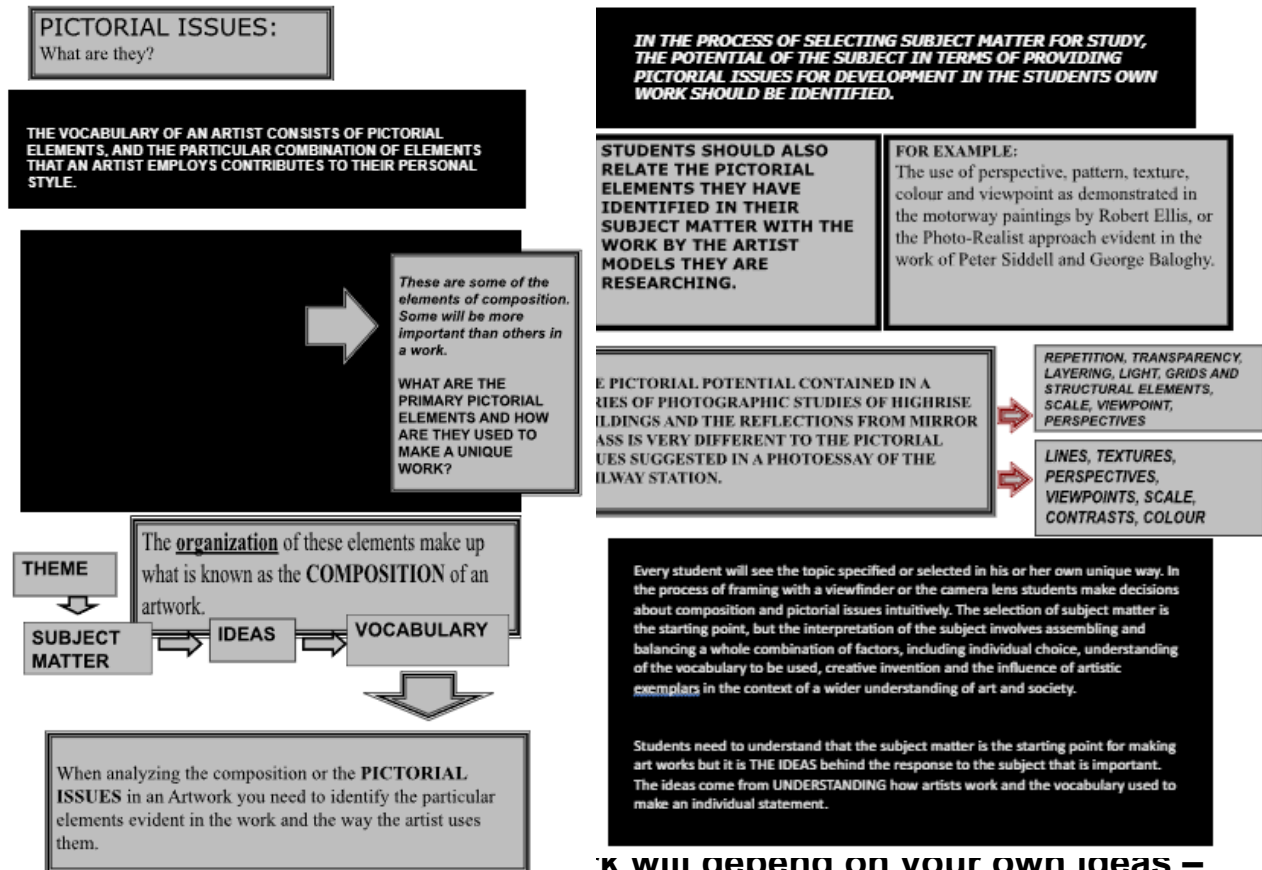 PICTORIAL ISSUES:
What are they?
THE VOCABULARY OF AN ARTIST CONSISTS OF PICTORIAL
ELEMENTS, AND THE PARTICULAR COMBINATION OF ELEMENTS
THAT AN ARTIST EMPLOYS CONTRIBUTES TO THEIR PERSONAL
STYLE.
These are some of the
elements of composition.
Some will be more
important than others in
a work.
WHAT ARE THE
PRIMARY PICTORIAL
ELEMENTS AND HOW
ARE THEY USED TO
MAKE A UNIQUE
WORK?
The organization of these elements make up
what is known as the COMPOSITION of an
artwork.
THEME
SUBJECT
MATTER
IDEAS
VOCABULARY
When analyzing the composition or the PICTORIAL
ISSUES in an Artwork you need to identify the particular
elements evident in the work and the way the artist uses
them.
IN THE PROCESS OF SELECTING SUBJECT MATTER FOR STUDY,
THE POTENTIAL OF THE SUBJECT IN TERMS OF PROVIDING
PICTORIAL ISSUES FOR DEVELOPMENT IN THE STUDENTS OWN
WORK SHOULD BE IDENTIFIED.
STUDENTS SHOULD ALSO
RELATE THE PICTORIAL
ELEMENTS THEY HAVE
IDENTIFIED IN THEIR
SUBJECT MATTER WITH THE
WORK BY THE ARTIST
MODELS THEY ARE
RESEARCHING.
FOR EXAMPLE:
The use of perspective, pattern, texture,
colour and viewpoint as demonstrated in
the motorway paintings by Robert Ellis, or
the Photo-Realist approach evident in the
work of Peter Siddell and George Baloghy.
PICTORIAL POTENTIAL CONTAINED IN A
OF PHOTOGRAPHIC STUDIES OF HIGHRISE
AND THE REFLECTIONS FROM MIRROR
IS VERY DIFFERENT TO THE PICTORIAL
SUGGESTED IN A PHOTOESSAY OF THE
STATION.
REPETITION, TRANSPARENCY,
LAYERING, LIGHT, GRIDS AND
STRUCTURAL ELEMENTS,
SCALE, VIEWPOINT,
PERSPECTIVES
LINES, TEXTURES,
PERSPECTIVES,
VIEWPOINTS, SCALE,
CONTRASTS, COLOUR
Every student will see the topic specified or selected in his or her own unique way. In
the process of framing with a viewfinder or the camera lens students make decisions
about composition and pictorial issues intuitively. The selection of subject matter is
the starting point, but the interpretation of the subject involves assembling and
balancing a whole combination of factors, including individual choice, understanding
of the vocabulary to be used, creative invention and the influence of artistic
exemplars in the context of a wider understanding of art and society.
Students need to understand that the subject matter is the starting point for making
art works but it is THE IDEAS behind the response to the subject that is important.
The ideas come from UNDERSTANDING how artists work and the vocabulary used to
make an individual statement.
will depend on your own ideas –